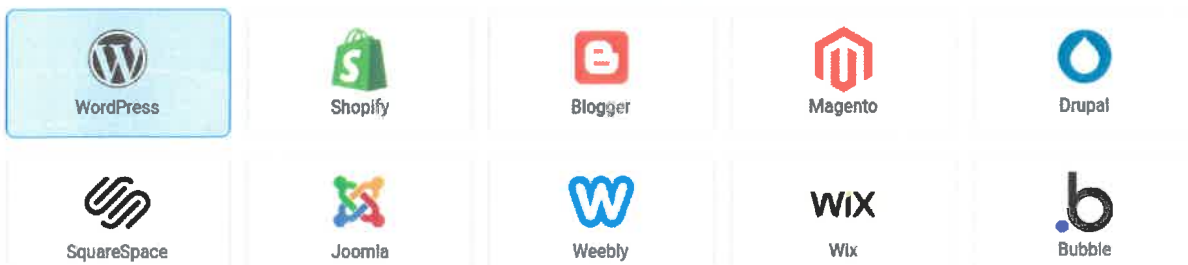 WordPress
Shopify
Blogger
Magento
Drupal
SquareSpace
Joomla
Weebly
WiX
Wix
Bubble